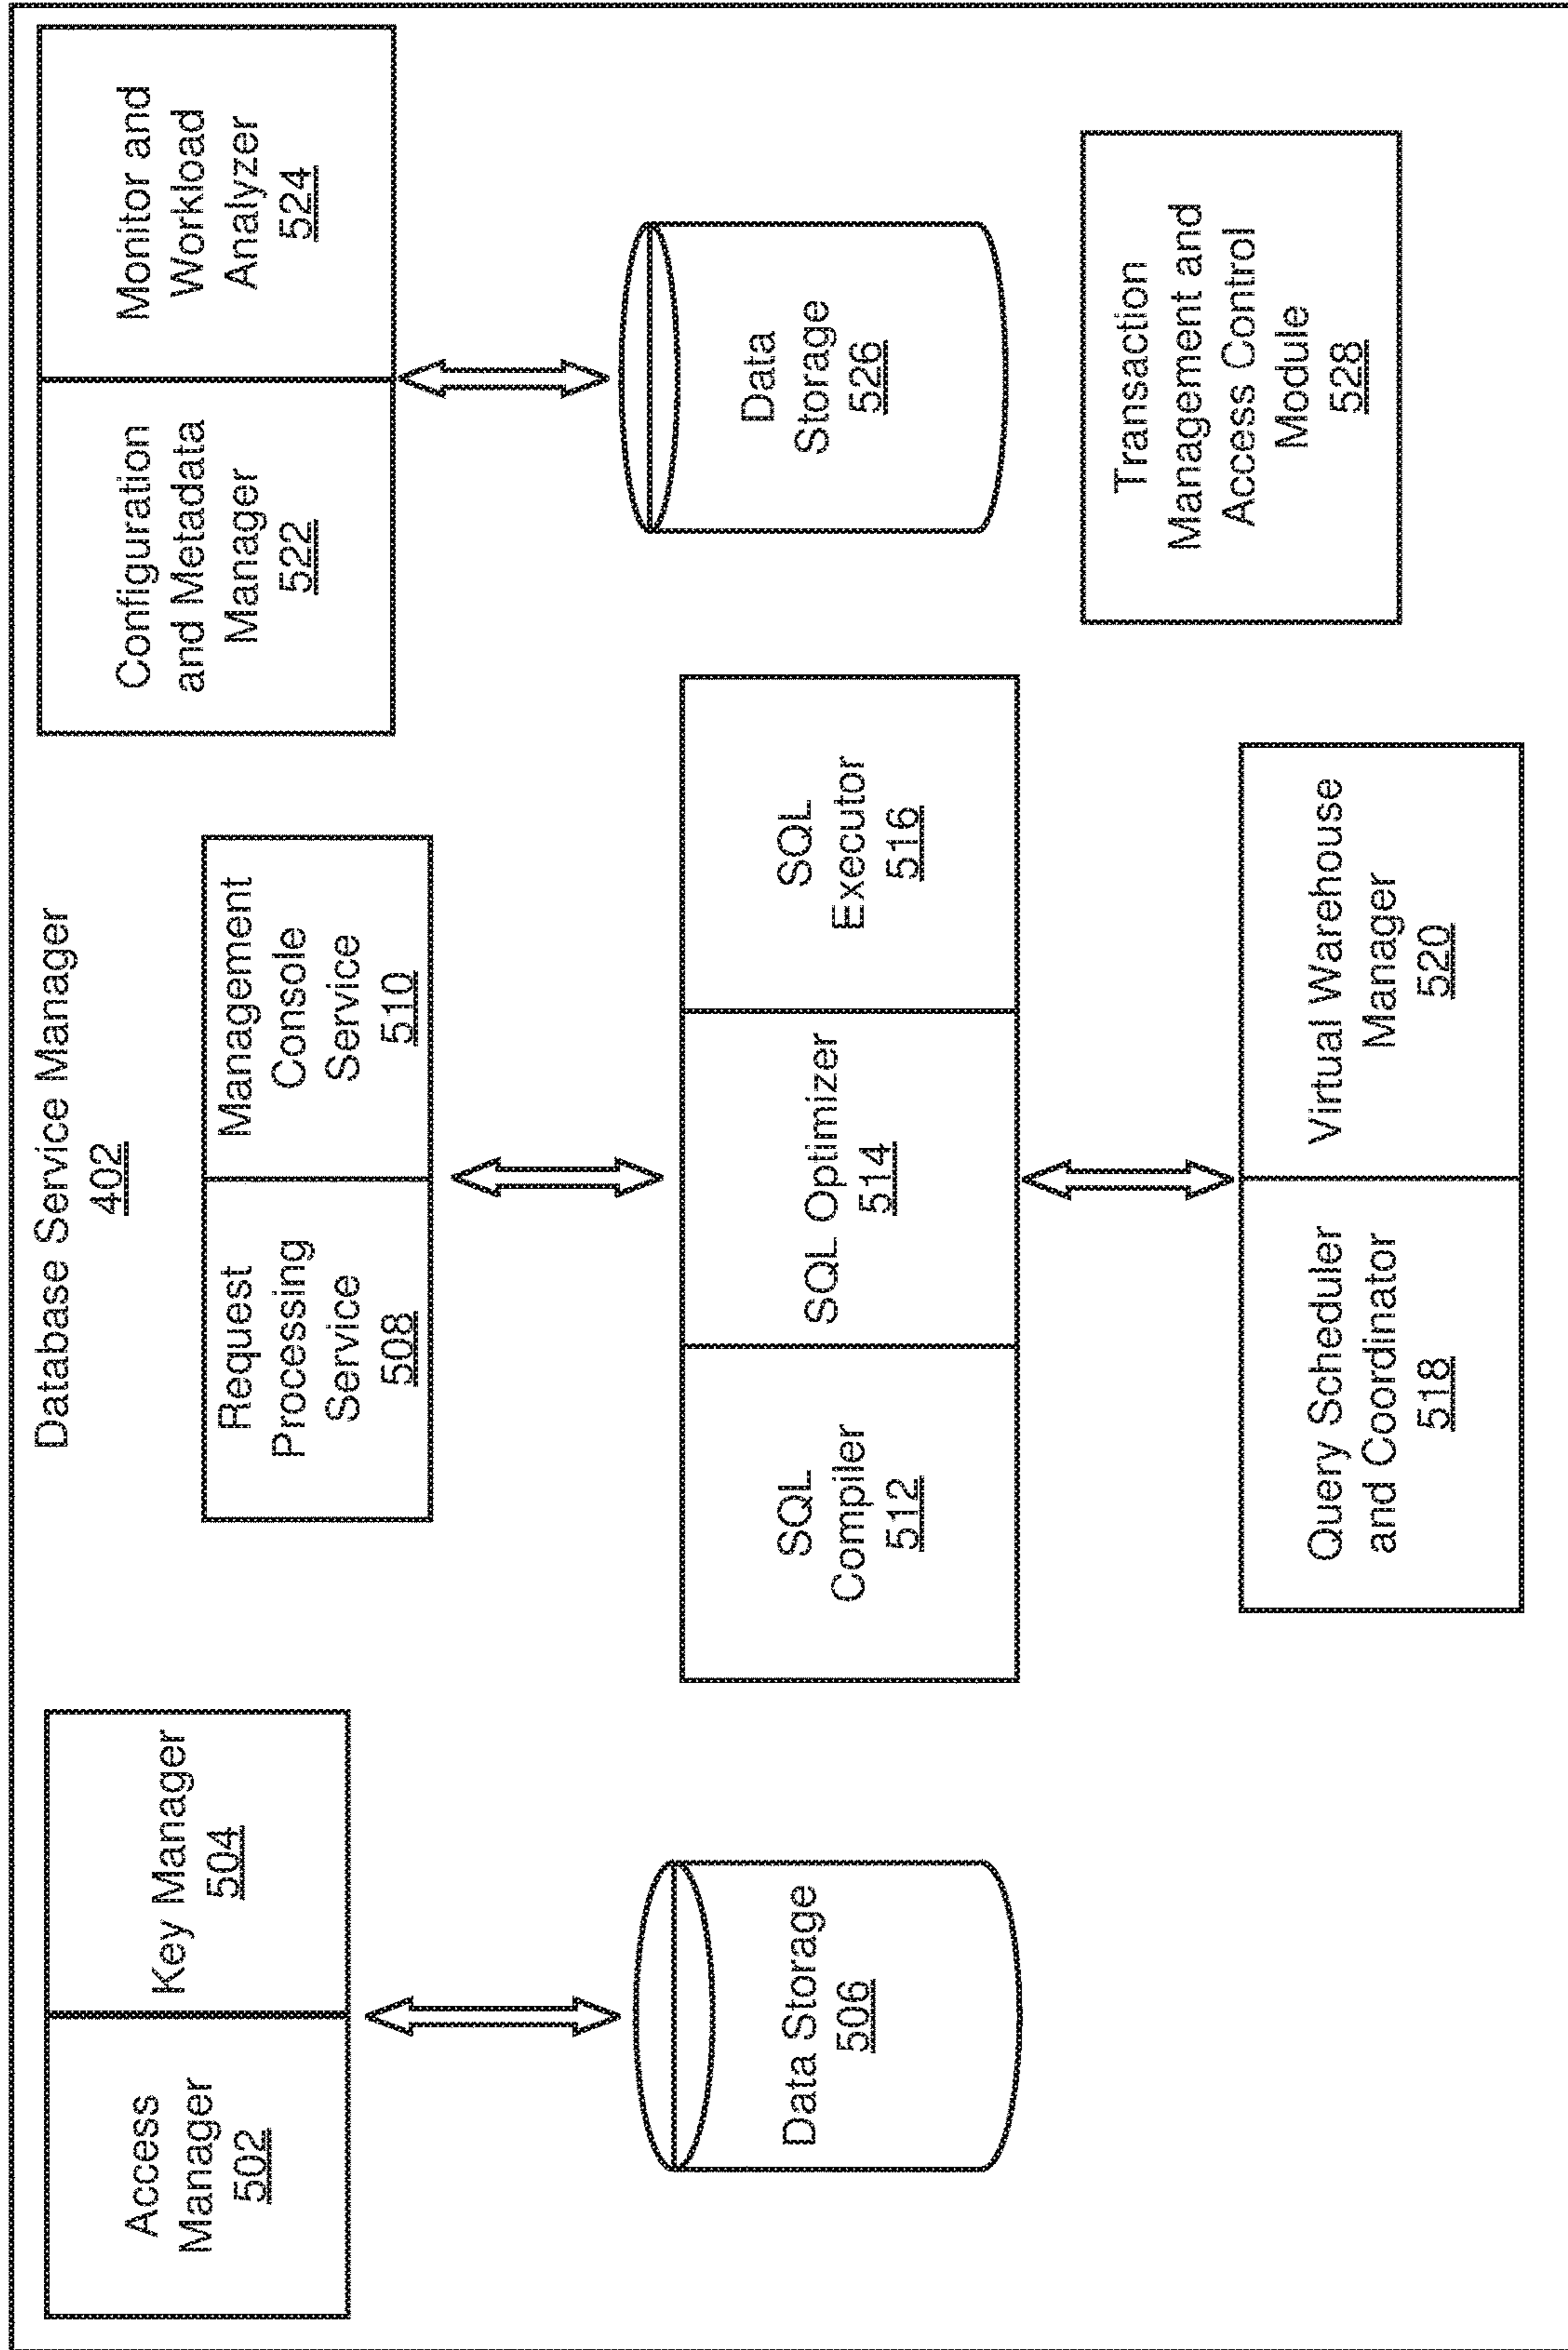 Database Service Manager
402
Access
Manager
502
Key Manager
504
Data Storage
506
Request
Processing
Service
508
Management
Console
Service
510
SQL
Compiler
512
SQL Optimizer
514
SQL
Executor
516
Query Scheduler
and Coordinator
518
Virtual Warehouse
Manager
520
Configuration
and Metadata
Manager
522
Monitor and
Workload
Analyzer
524
Data
Storage
526
Transaction
Management and
Access Control
Module
528